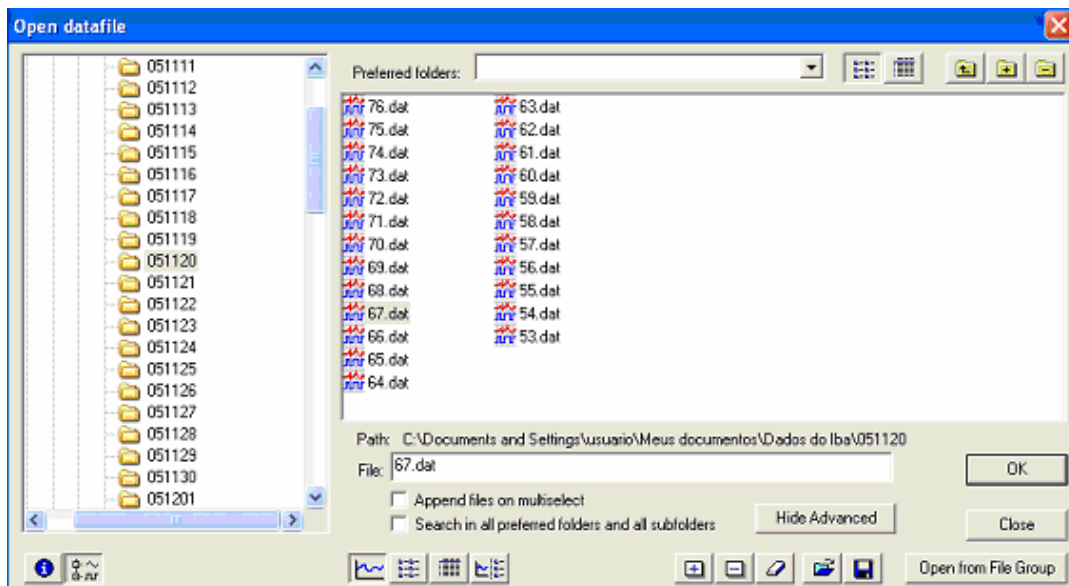 Open datafile
051111
051112
051113
051114
051115
051116
051117
051118
051119
051120
051121
051122
051123
051124
051125
051126
051127
051128
051129
051130
051201
Preferred folders:
76.dat
75.dat
74.dat
73.dat
72.dat
71.dat
70.dat
69.dat
68.dat
67.dat
66.dat
65.dat
64.dat
63.dat
62.dat
61.dat
60.dat
59.dat
58.dat
57.dat
56.dat
55.dat
54.dat
53.dat
Path: C:\Documents and Settings\usuario\Meus documentos\Dados do Iba\051120
File: 67.dat
OK
Append files on multiselect
Search in all preferred folders and all subfolders
Hide Advanced
Close
Open from File Group